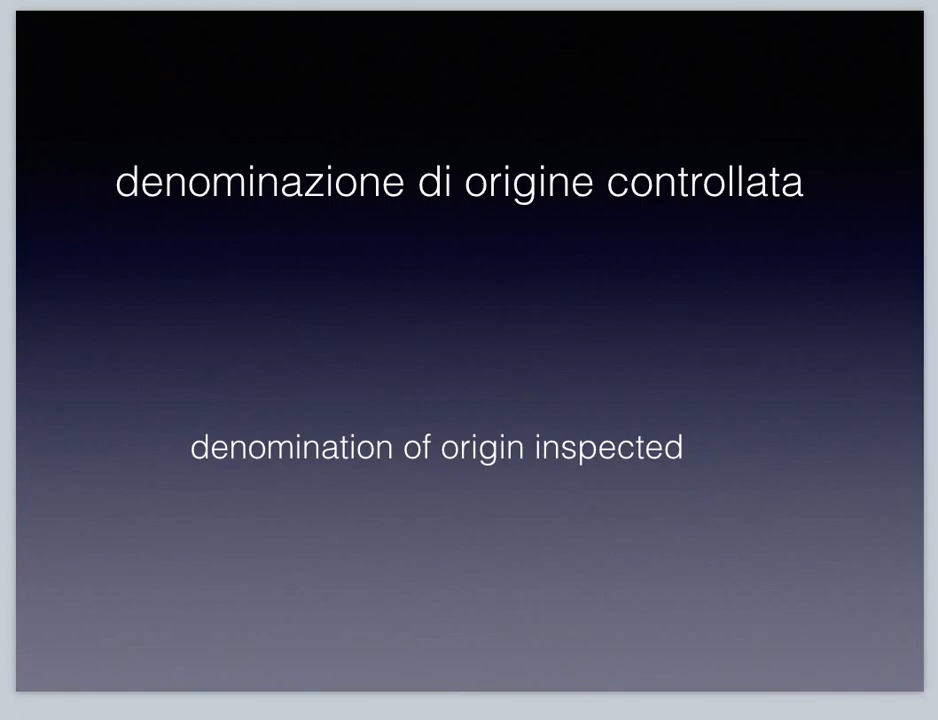 denominazione di origine controllata
denomination of origin inspected